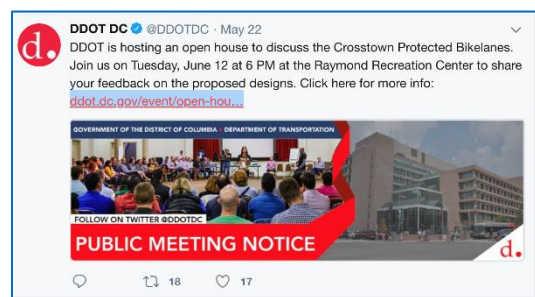 DDOT DC @DDOTDC · May 22
d.
DDOT is hosting an open house to discuss the Crosstown Protected Bikelanes.
Join us on Tuesday, June 12 at 6 PM at the Raymond Recreation Center to share
your feedback on the proposed designs. Click here for more info:
ddot.dc.gov/event/open-hou...
GOVERNMENT OF THE DISTRICT OF COLUMBIA • DEPARTMENT OF TRANSPORTATION
FOLLOW ON TWITTER @DDOTDC
PUBLIC MEETING NOTICE
d.
18 17